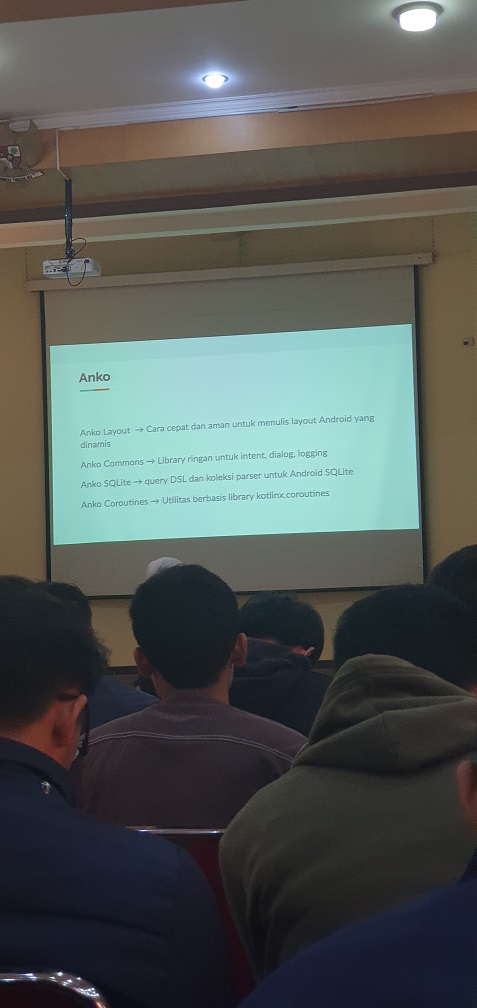 Anko
Anko Layout → Cara cepat dan aman untuk menulis layout Android yang
dinamis
Anko Commons → Library ringan untuk intent, dialog, logging
Anko SQLite → query DSL dan koleksi parser untuk Android SQLite
Anko Coroutines → Utilitas berbasis library kotlinx.coroutines